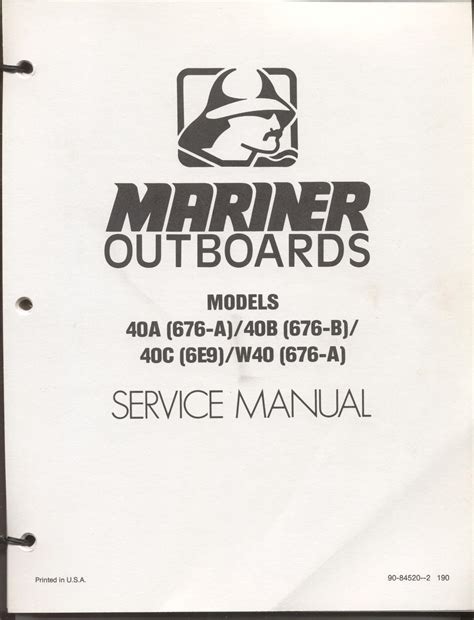 MARINER
OUTBOARDS
MODELS
40A (676-A)/40B (676-B)/
40C (6E9)/W40 (676-A)
SERVICE MANUAL
Printed in U.S.A.
90-84520--2 190